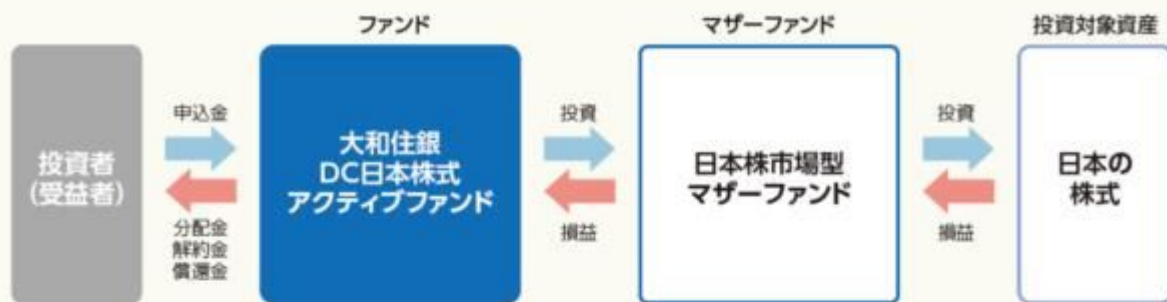 ファンド
マザーファンド
投資対象資産
投資者
(受益者)
申込金
分配金
解約金
償還金
大和住銀
DC日本株式
アクティブファンド
投資
損益
日本株市場型
マザーファンド
投資
損益
日本の
株式